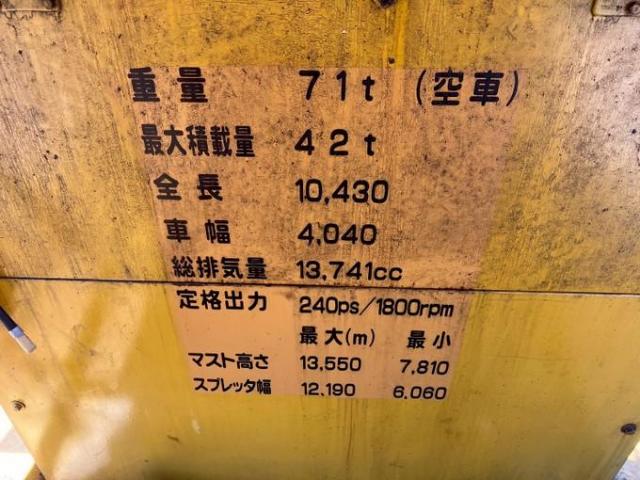 重量 71t (空車)
最大積載量 42t
全長 10,430
車幅 4,040
総排気量 13,741cc
定格出力 240ps/1800rpm
最大(m) 最小
マスト高さ 13,550 7,810
スプレッタ幅 12,190 6,060